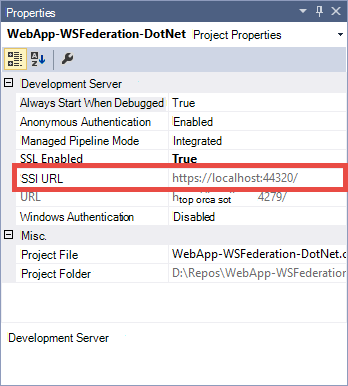 Properties
WebApp-WSFederation-DotNet Project Properties
Development Server
Always Start When Debugged True
Anonymous Authentication Enabled
Managed Pipeline Mode Integrated
SSL Enabled True
SSI URL https://localhost:44320/
URL 4279/
Windows Authentication Disabled
Misc.
Project File WebApp-WSFederation-DotNet.c
Project Folder D:\Repos\WebApp-WSFederation
Development Server